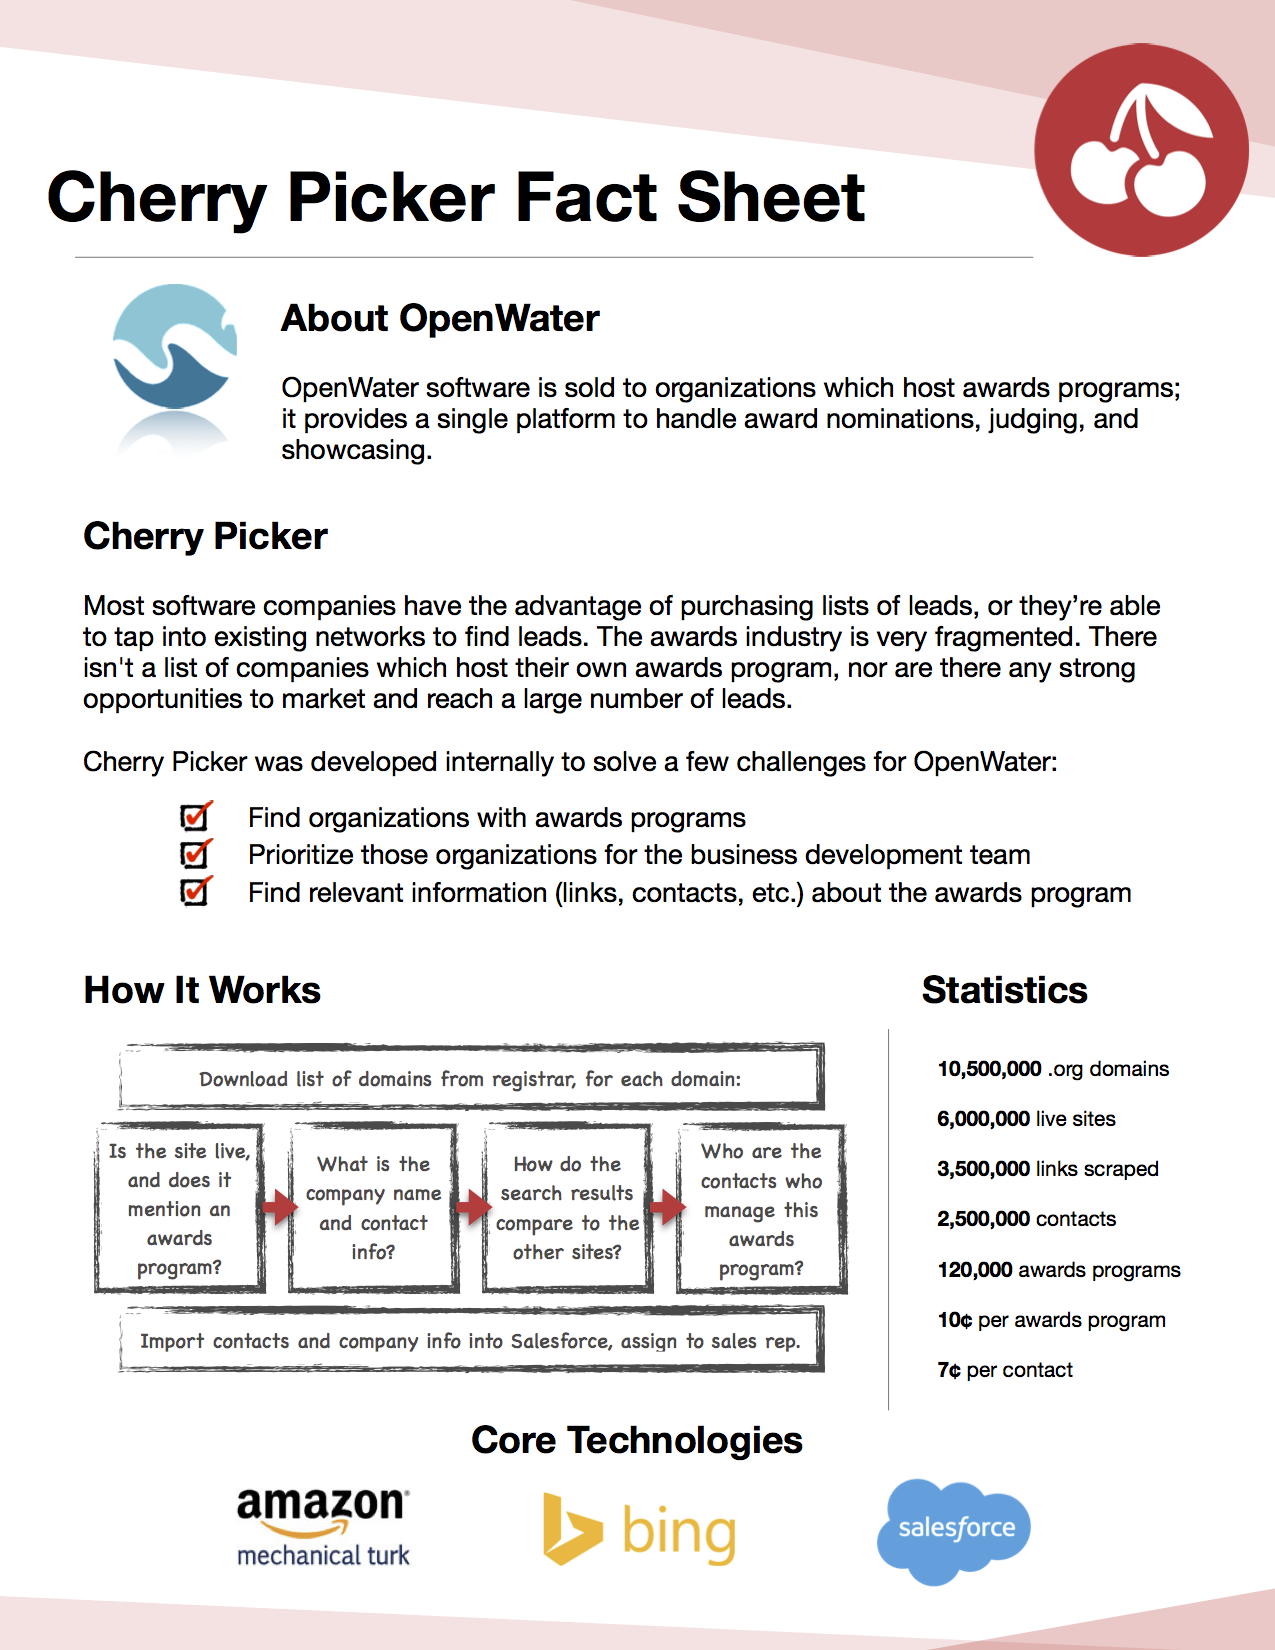 Cherry Picker Fact Sheet
About OpenWater
OpenWater software is sold to organizations which host awards programs;
it provides a single platform to handle award nominations, judging, and
showcasing.
Cherry Picker
Most software companies have the advantage of purchasing lists of leads, or they’re able
to tap into existing networks to find leads. The awards industry is very fragmented. There
isn't a list of companies which host their own awards program, nor are there any strong
opportunities to market and reach a large number of leads.
Cherry Picker was developed internally to solve a few challenges for OpenWater:
Find organizations with awards programs
Prioritize those organizations for the business development team
Find relevant information (links, contacts, etc.) about the awards program
How It Works
Download list of domains from registrar, for each domain:
Is the site live,
and does it
mention an
awards
program?
What is the
company name
and contact
info?
How do the
search results
compare to the
other sites?
Who are the
contacts who
manage this
awards
program?
Import contacts and company info into Salesforce, assign to sales rep.
Statistics
10,500,000 .org domains
6,000,000 live sites
3,500,000 links scraped
2,500,000 contacts
120,000 awards programs
10¢ per awards program
7¢ per contact
Core Technologies
amazon®
mechanical turk
bing
salesforce